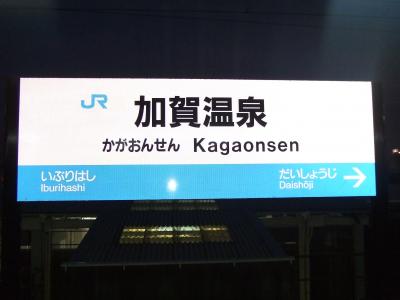 JR
加賀温泉
かがおんせん Kagaonsen
いぶりはし だいしょうじ
Iburihashi Daishōji →